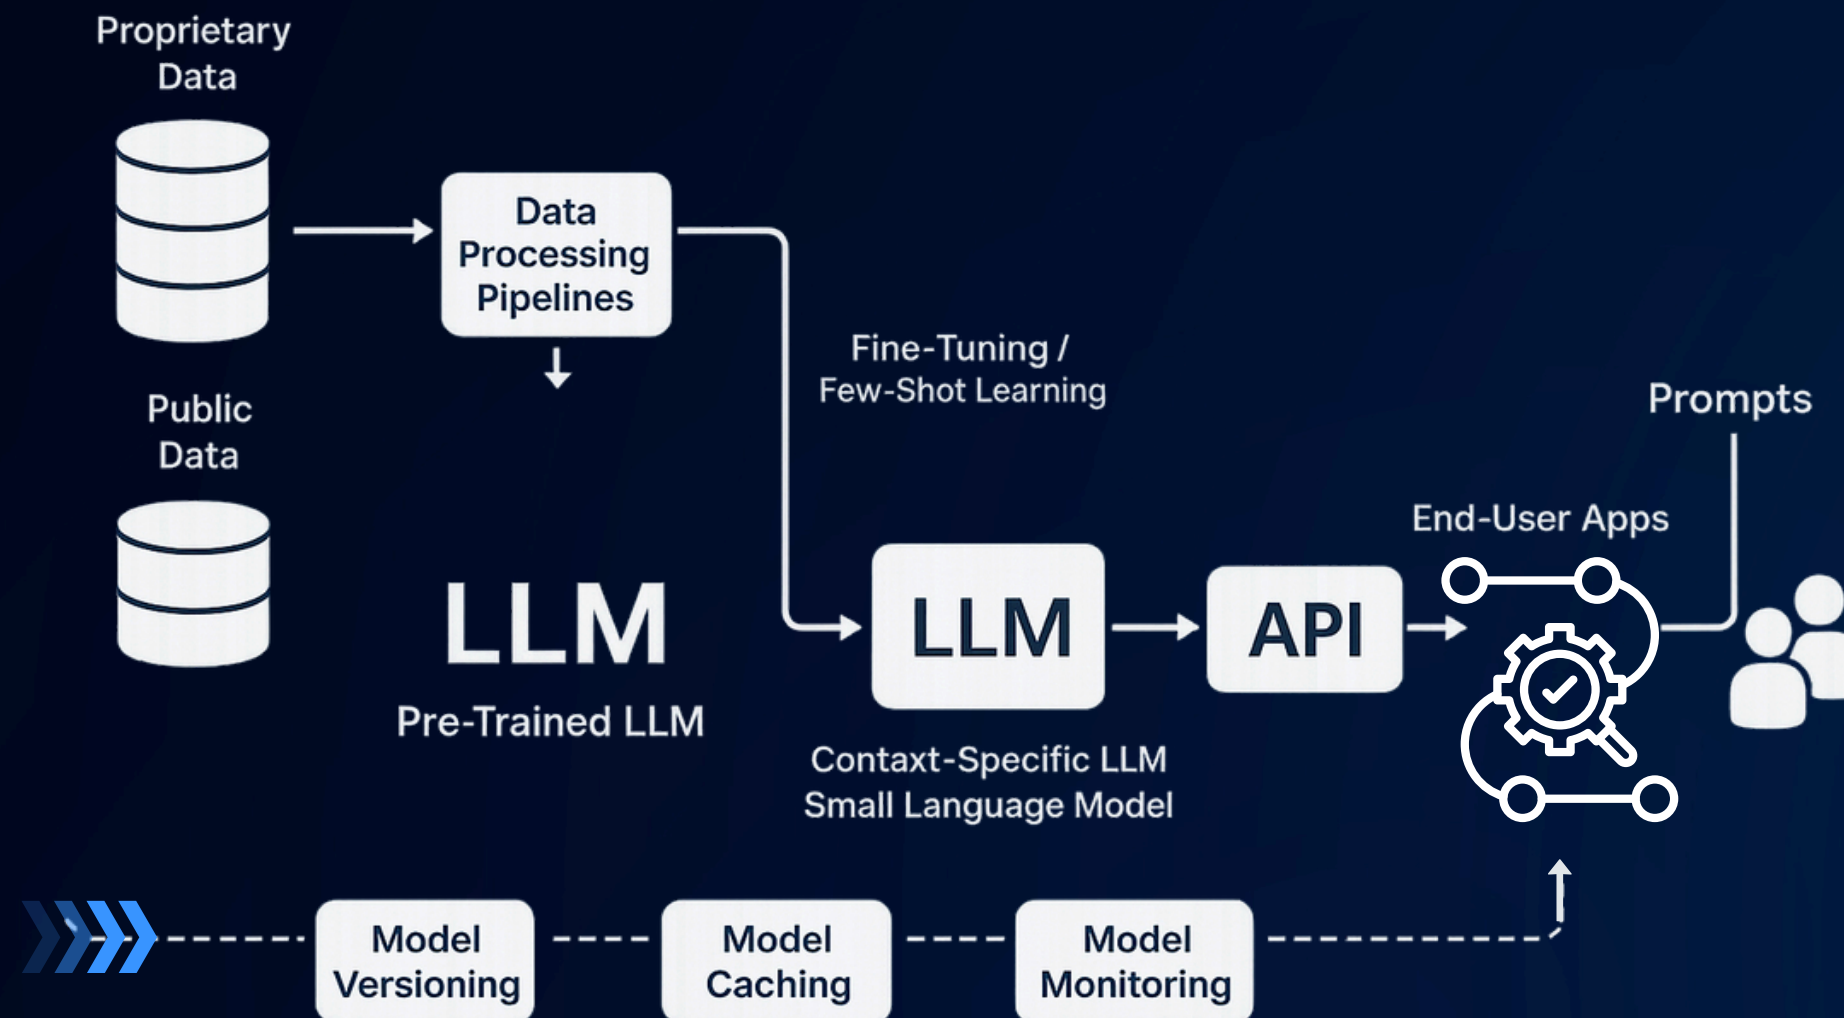 Proprietary
Data
Data
Processing
Pipelines
Fine-Tuning /
Few-Shot Learning
Public
Data
Prompts
End-User Apps
LLM
Pre-Trained LLM
LLM
Contaxt-Specific LLM
Small Language Model
API
Model
Versioning
Model
Caching
Model
Monitoring